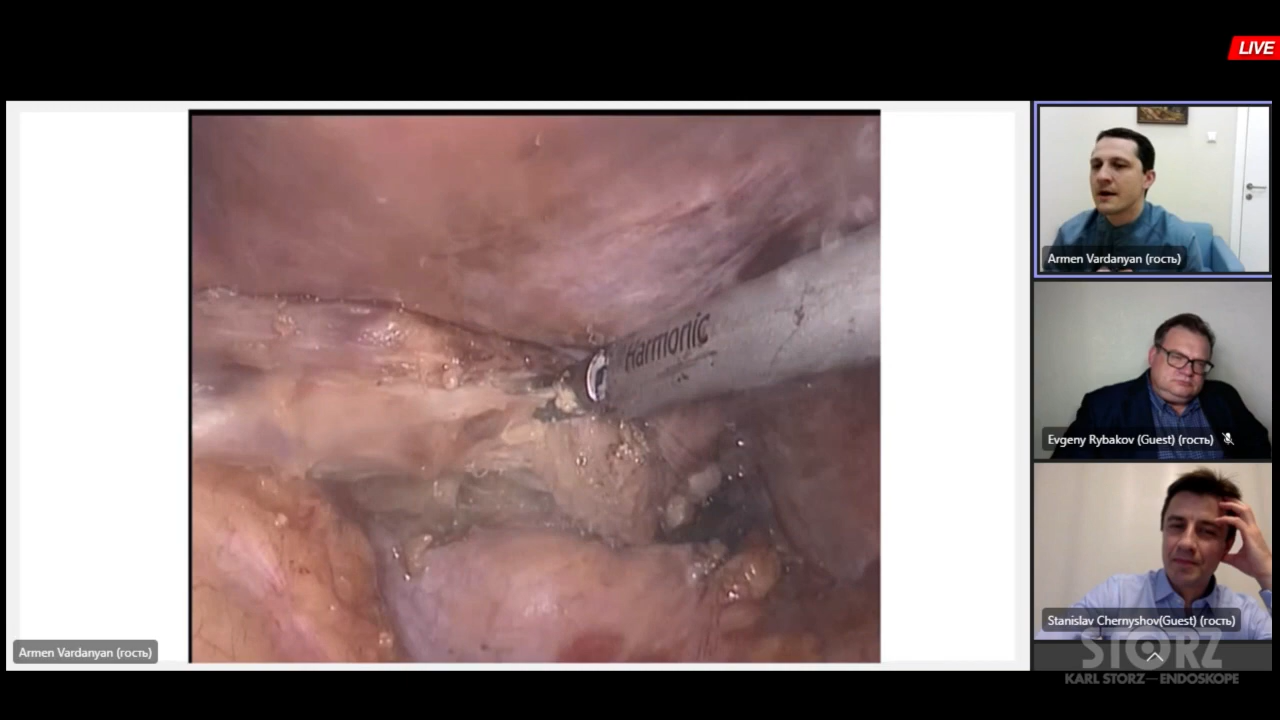 LIVE
Harmonic
Armen Vardanyan (гость)
Evgeny Rybakov (Guest) (гость)
Stanislav Chernyshov(Guest) (гость)
Armen Vardanyan (гость)
STORZ
KARL STORZ—ENDOSKOPE